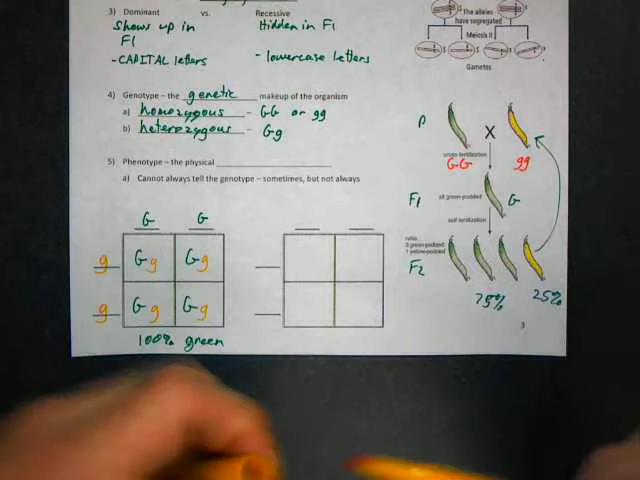 3) Dominant vs. Recessive
Shows up in F1
Hidden in F1
- CAPITAL letters
- lowercase letters
4) Genotype – the genetic makeup of the organism
a) homozygous - GG or gg
b) heterozygous - Gg
5) Phenotype – the physical
a) Cannot always tell the genotype – sometimes, but not always
G G
g Gg Gg
g Gg Gg
100% green
The alleles
have segregated
Meiosis II
Gametes
P
X
cross-fertilization
GG gg
F1 all green-podded G
self-fertilization
ratio
3 green-podded:
1 yellow-podded
F2
75% 25%
3